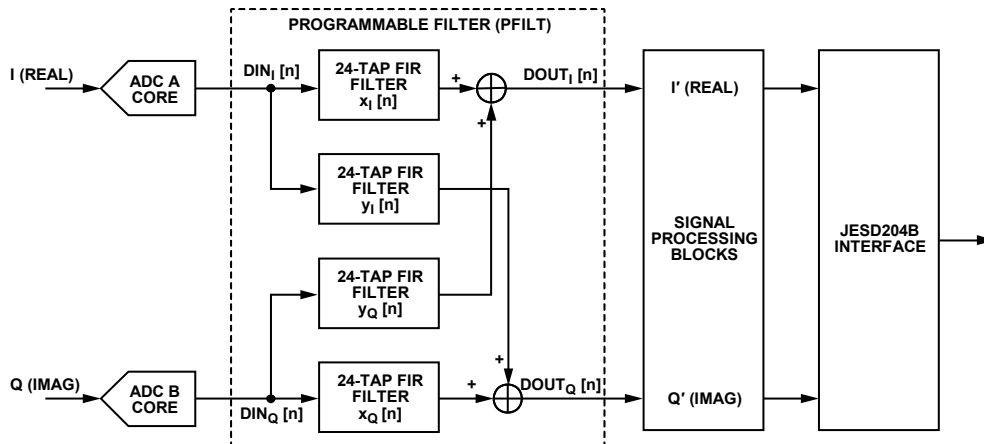 PROGRAMMABLE FILTER (PFILT)
I (REAL)
ADC A
CORE
DINI [n]
24-TAP FIR
FILTER
xI [n]
+
+
DOUTI [n]
I′ (REAL)
24-TAP FIR
FILTER
yI [n]
SIGNAL
PROCESSING
BLOCKS
JESD204B
INTERFACE
24-TAP FIR
FILTER
yQ [n]
Q (IMAG)
ADC B
CORE
DINQ [n]
24-TAP FIR
FILTER
xQ [n]
+
+
DOUTQ [n]
Q′ (IMAG)